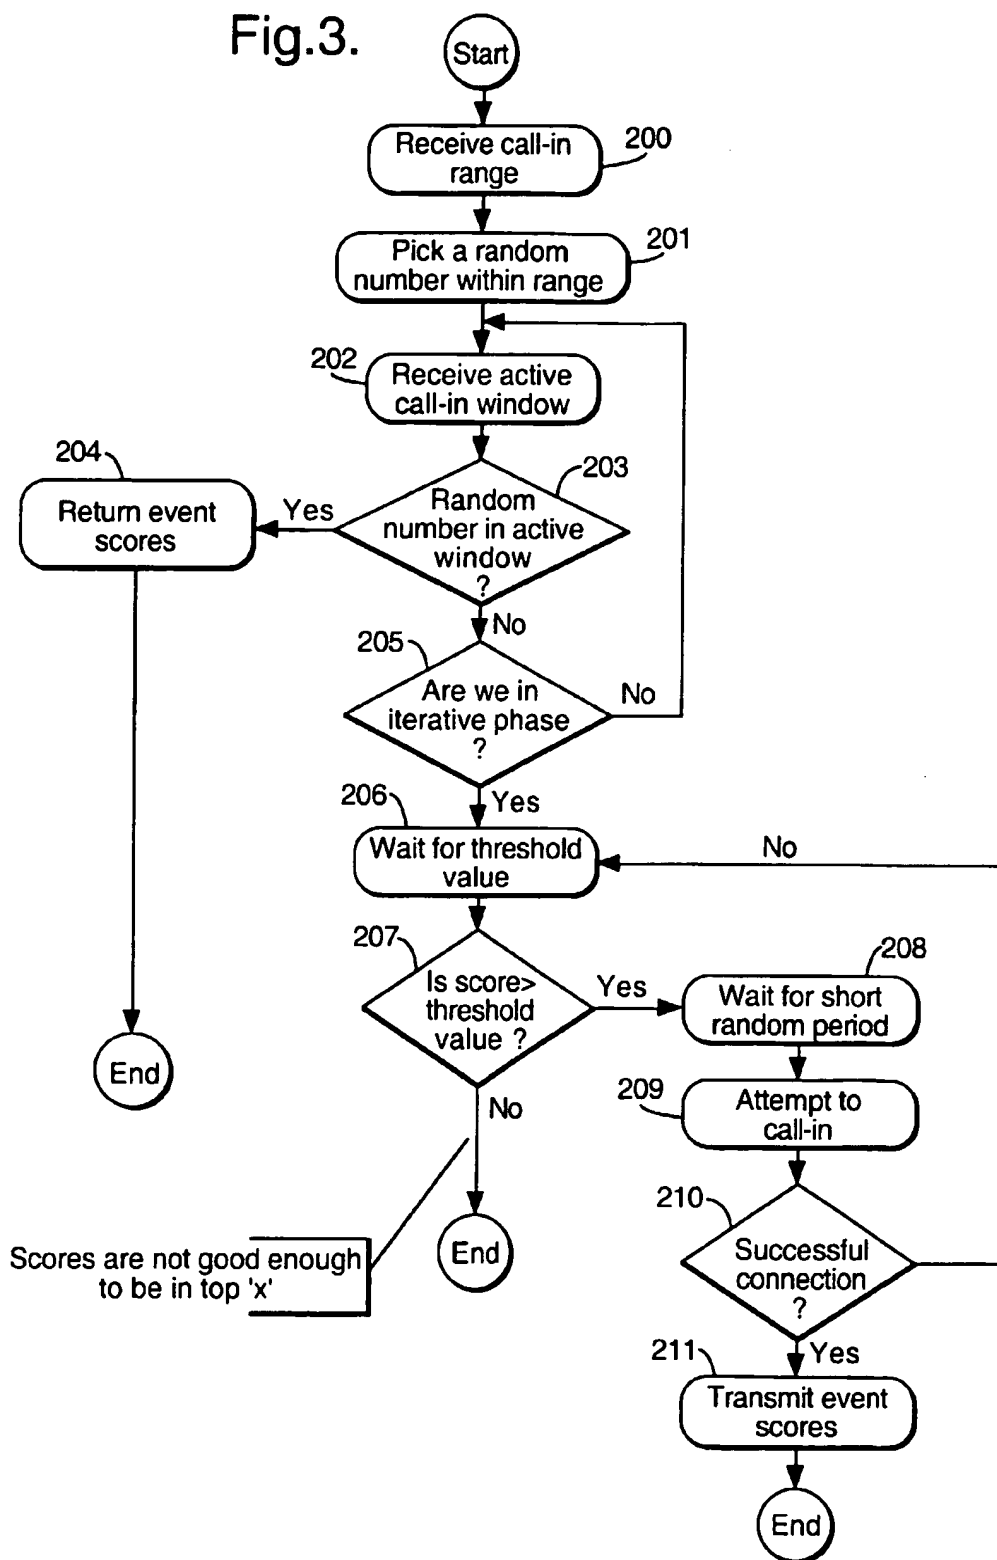 Fig.3.
Start
200
Receive call-in
range
201
Pick a random
number within range
202
Receive active
call-in window
203
Random
number in active
window
?
Yes
204
Return event
scores
End
No
205
Are we in
iterative phase
?
No
Yes
206
Wait for threshold
value
No
207
Is score>
threshold
value ?
Yes
208
Wait for short
random period
209
Attempt to
call-in
210
Successful
connection
?
No
End
Scores are not good enough
to be in top 'x'
Yes
211
Transmit event
scores
End